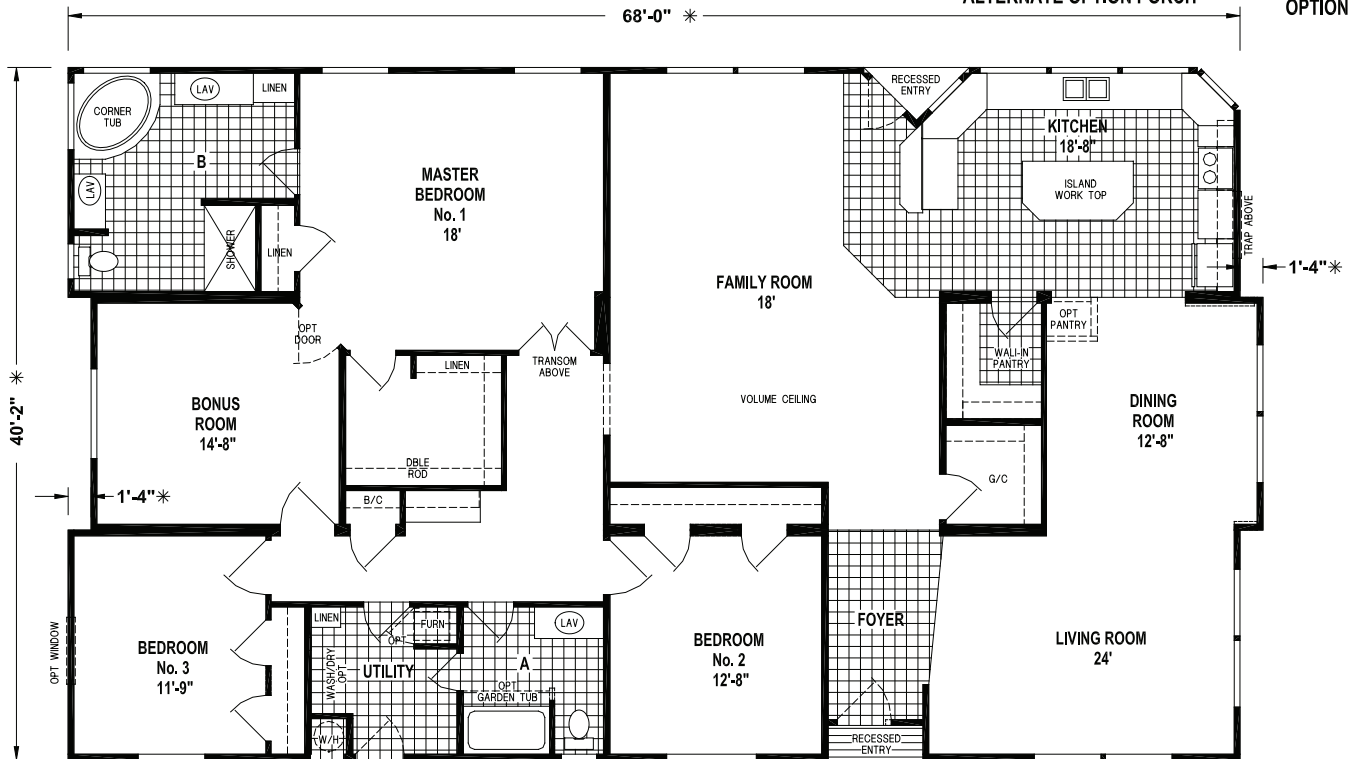 ALTERNATE OPTION PORCH
OPTION
68'-0" ✳
40'-2" ✳
CORNER
TUB
LAV
LINEN
B
LAV
SHOWER
LINEN
MASTER
BEDROOM
No. 1
18'
RECESSED
ENTRY
KITCHEN
18'-8"
ISLAND
WORK TOP
TRAP ABOVE
1'-4"✳
FAMILY ROOM
18'
VOLUME CEILING
OPT
DOOR
TRANSOM
ABOVE
LINEN
DBLE
ROD
BONUS
ROOM
14'-8"
OPT
PANTRY
WALI-IN
PANTRY
DINING
ROOM
12'-8"
G/C
B/C
1'-4"✳
OPT WINDOW
BEDROOM
No. 3
11'-9"
LINEN
OPT
FURN
WASH/DRY
OPT
UTILITY
W/H
LAV
A
OPT
GARDEN TUB
BEDROOM
No. 2
12'-8"
FOYER
RECESSED
ENTRY
LIVING ROOM
24'